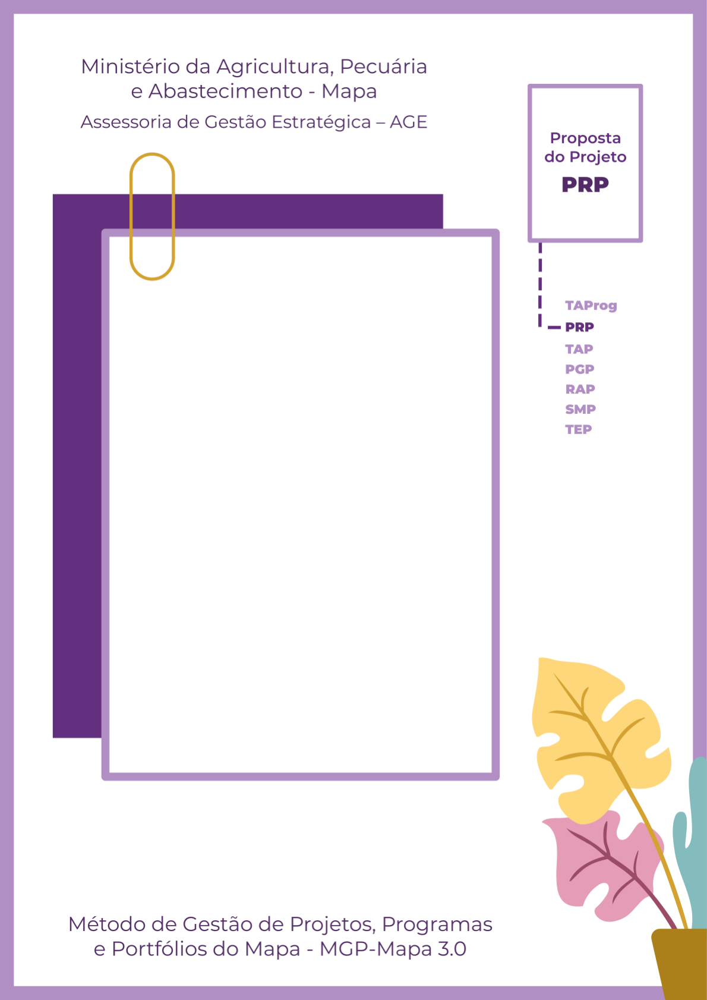 Ministério da Agricultura, Pecuária
e Abastecimento - Mapa
Assessoria de Gestão Estratégica – AGE
Proposta
do Projeto
PRP
TAProg
PRP
TAP
PGP
RAP
SMP
TEP
Método de Gestão de Projetos, Programas
e Portfólios do Mapa - MGP-Mapa 3.0